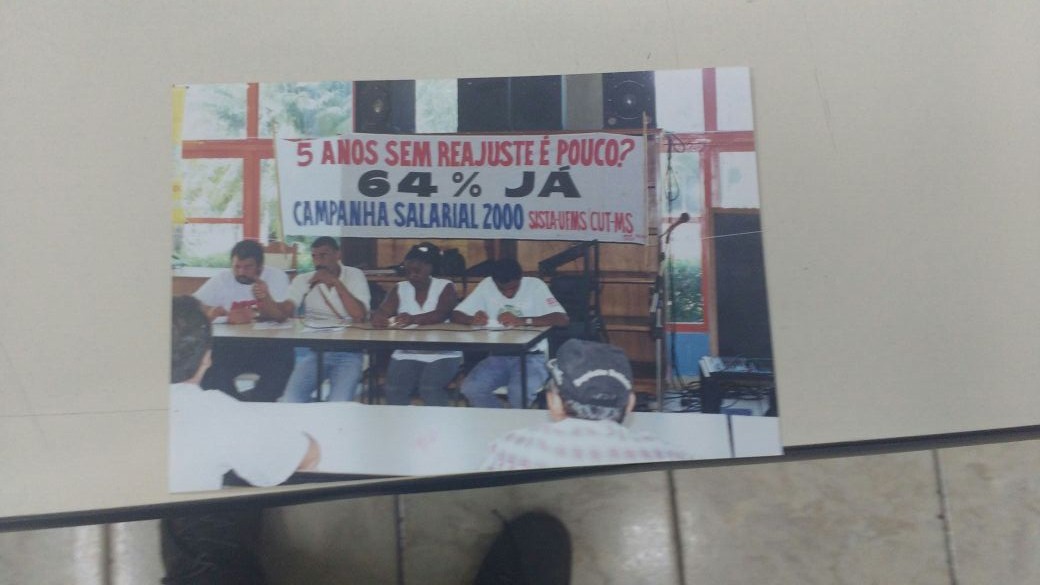 5 ANOS SEM REAJUSTE É POUCO?
64% JÁ
CAMPANHA SALARIAL 2000 SISTA-UFMS CUT-MS